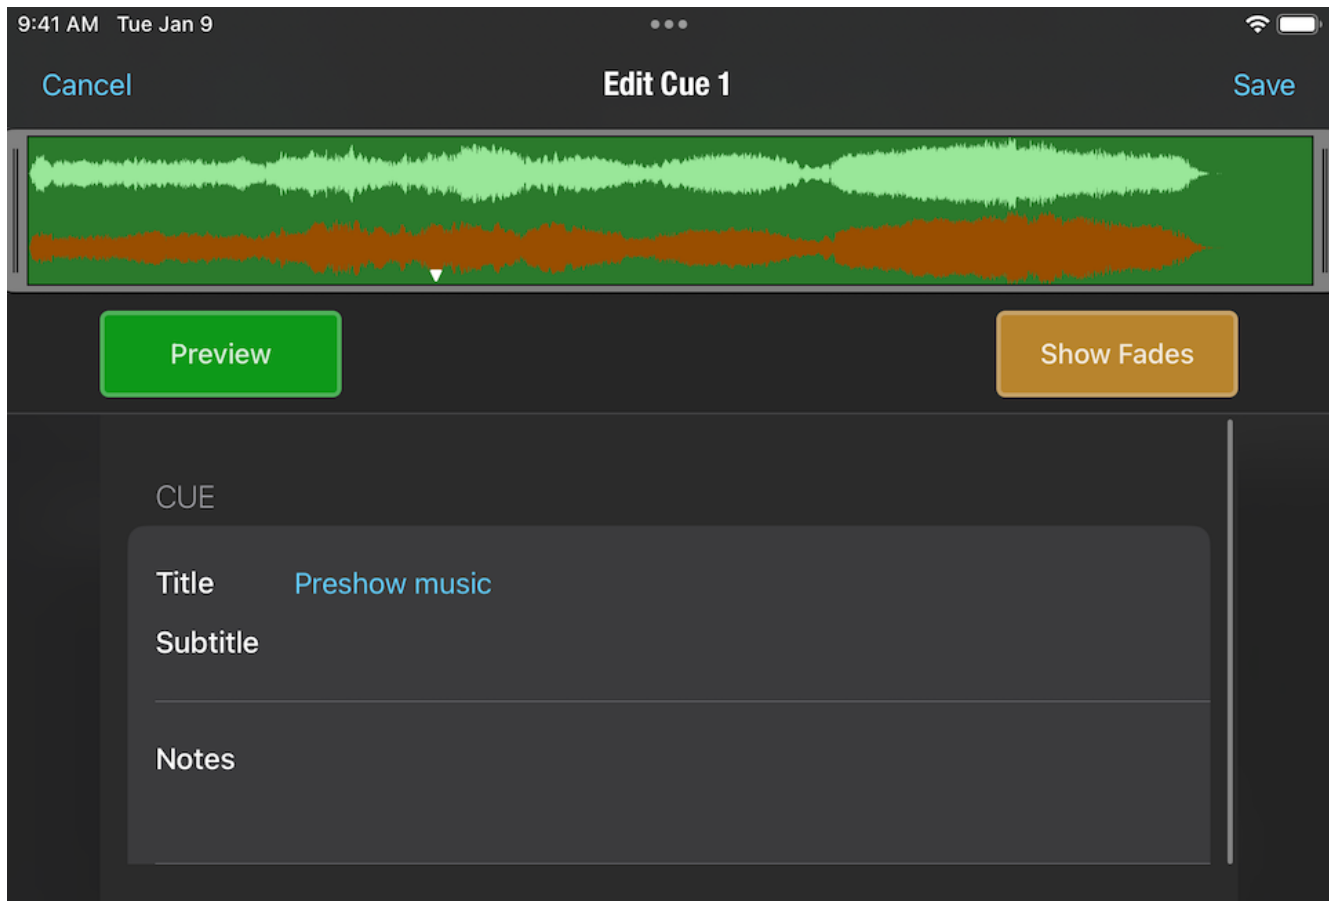 9:41 AM Tue Jan 9
Cancel Edit Cue 1 Save
Preview Show Fades
CUE
Title Preshow music
Subtitle
Notes